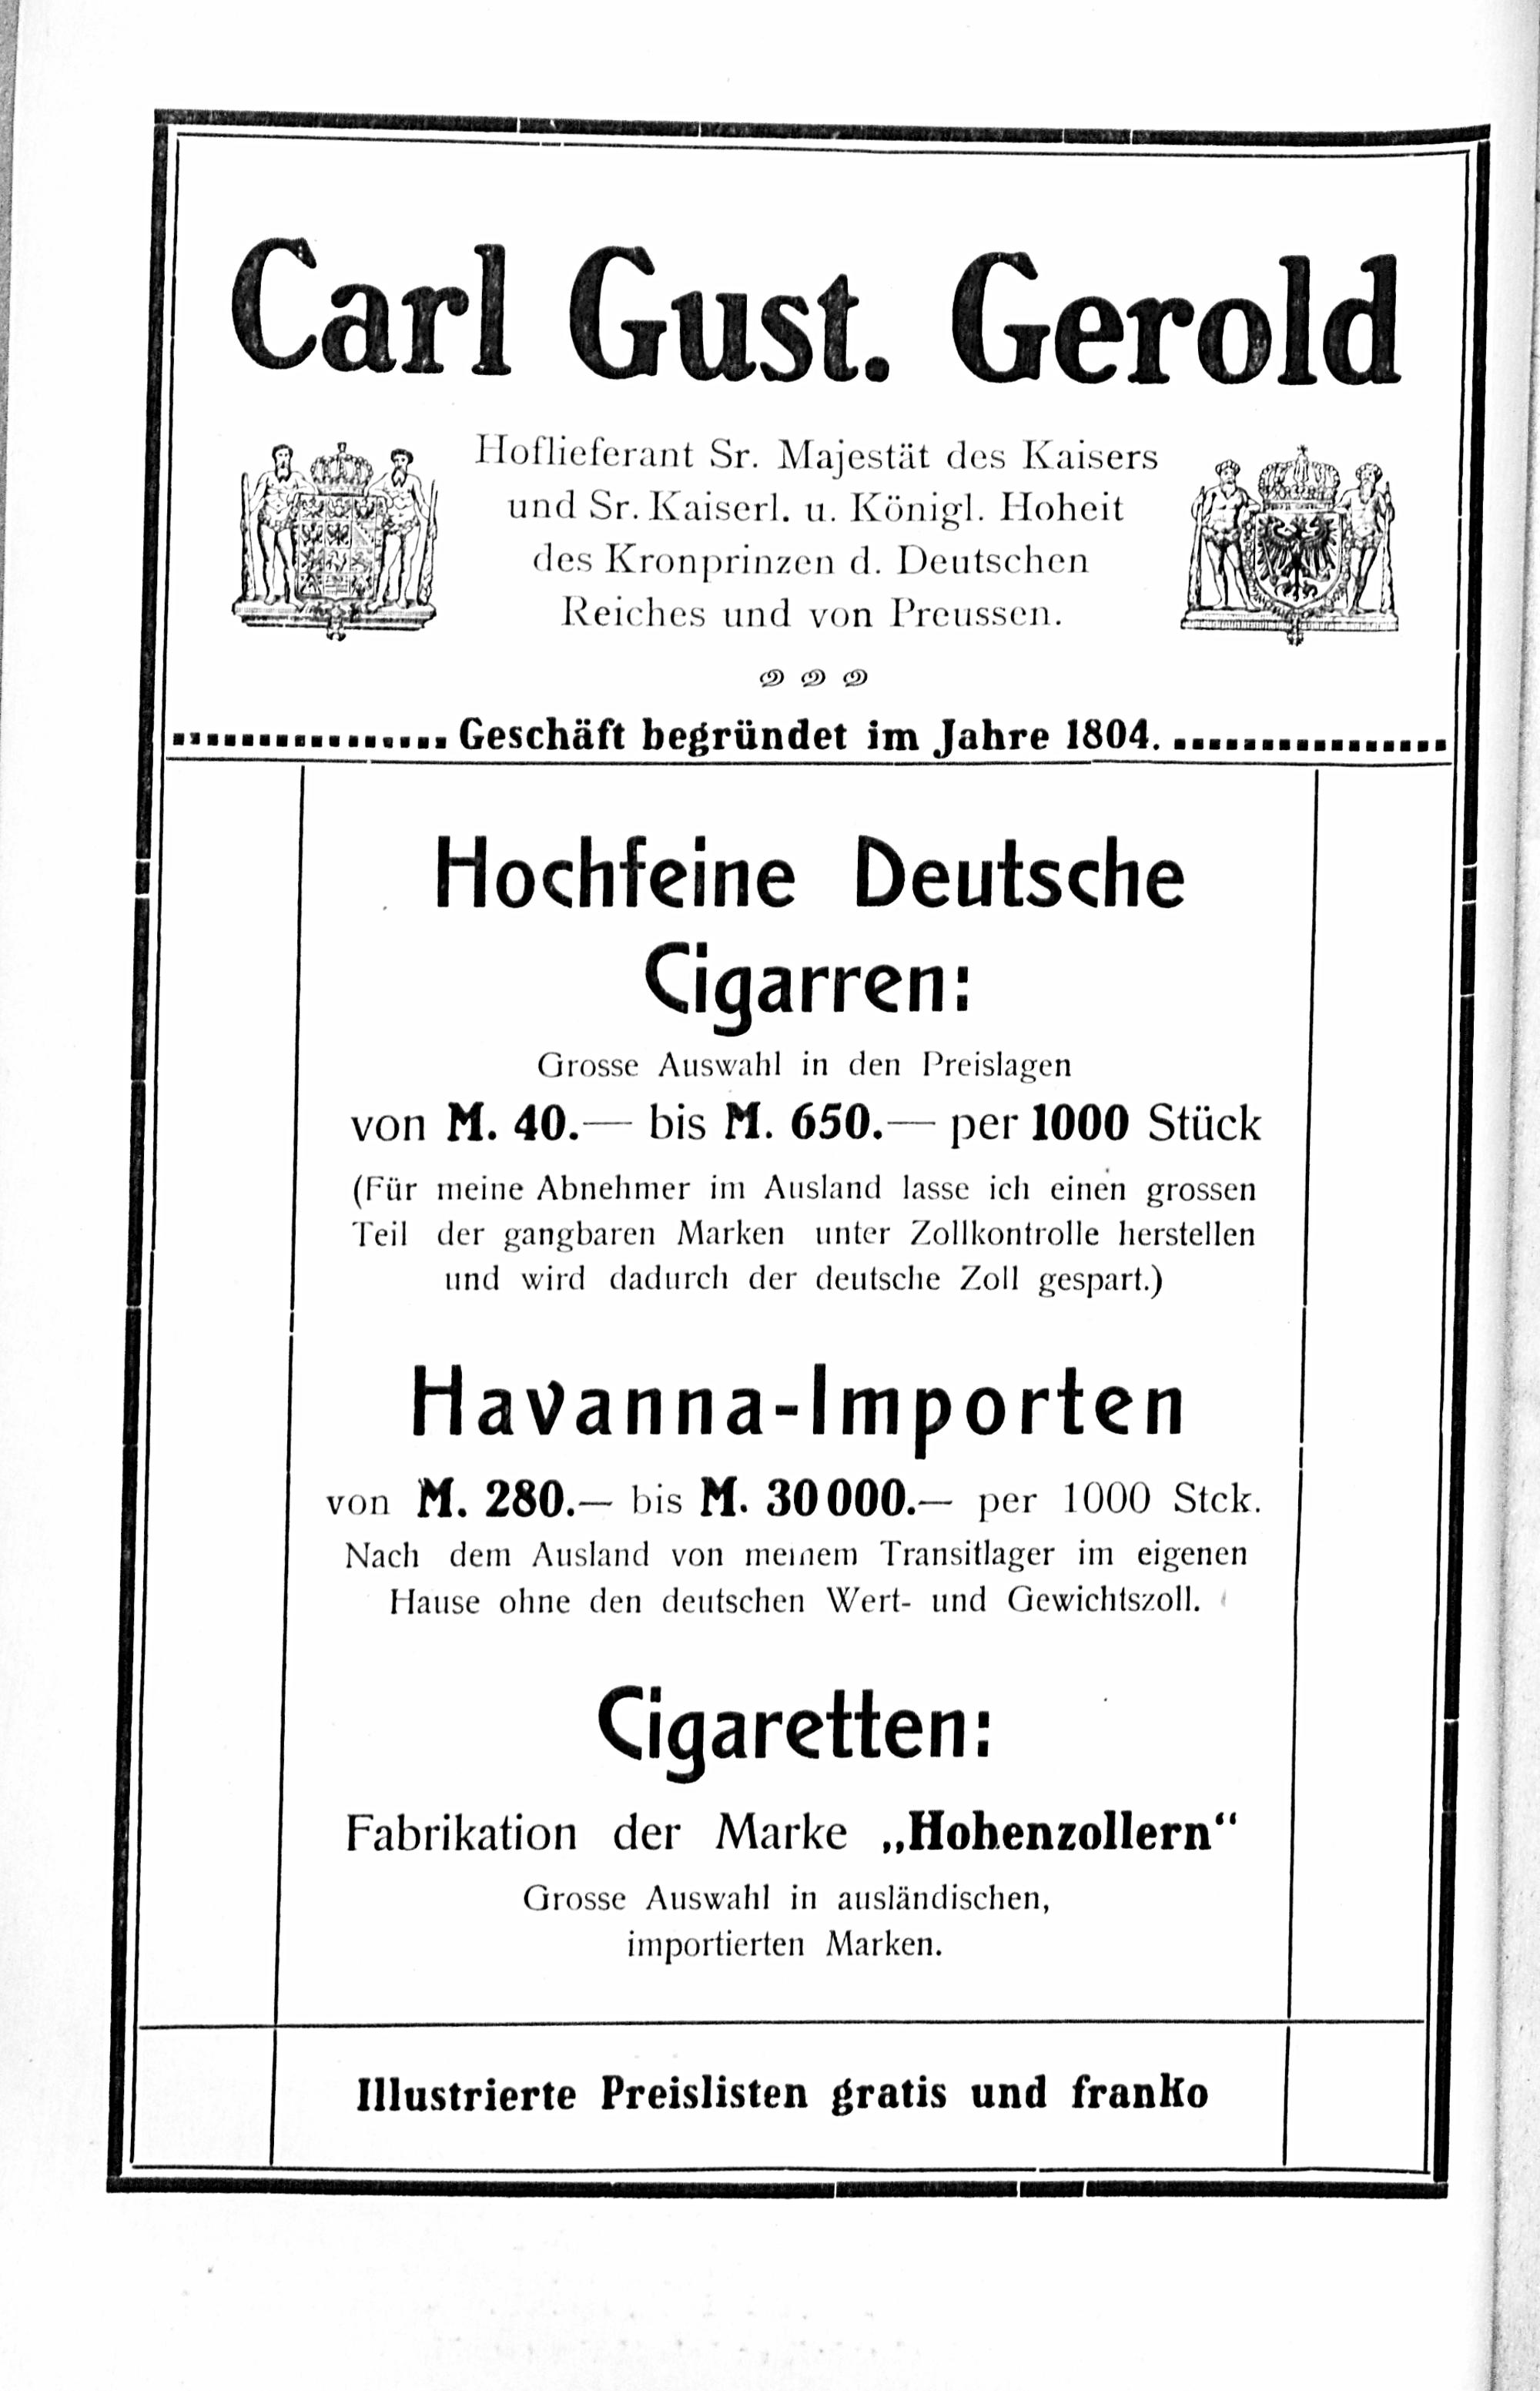 Carl Gust. Gerold
Hoflieferant Sr. Majestät des Kaisers
und Sr. Kaiserl. u. Königl. Hoheit
des Kronprinzen d. Deutschen
Reiches und von Preussen.
Geschäft begründet im Jahre 1804.
Hochfeine Deutsche
Cigarren:
Grosse Auswahl in den Preislagen
von M. 40.— bis M. 650.— per 1000 Stück
(Für meine Abnehmer im Ausland lasse ich einen grossen
Teil der gangbaren Marken unter Zollkontrolle herstellen
und wird dadurch der deutsche Zoll gespart.)
Havanna-Importen
von M. 280.— bis M. 30 000.— per 1000 Stck.
Nach dem Ausland von meinem Transitlager im eigenen
Hause ohne den deutschen Wert- und Gewichtszoll.
Cigaretten:
Fabrikation der Marke „Hohenzollern“
Grosse Auswahl in ausländischen,
importierten Marken.
Illustrierte Preislisten gratis und franko